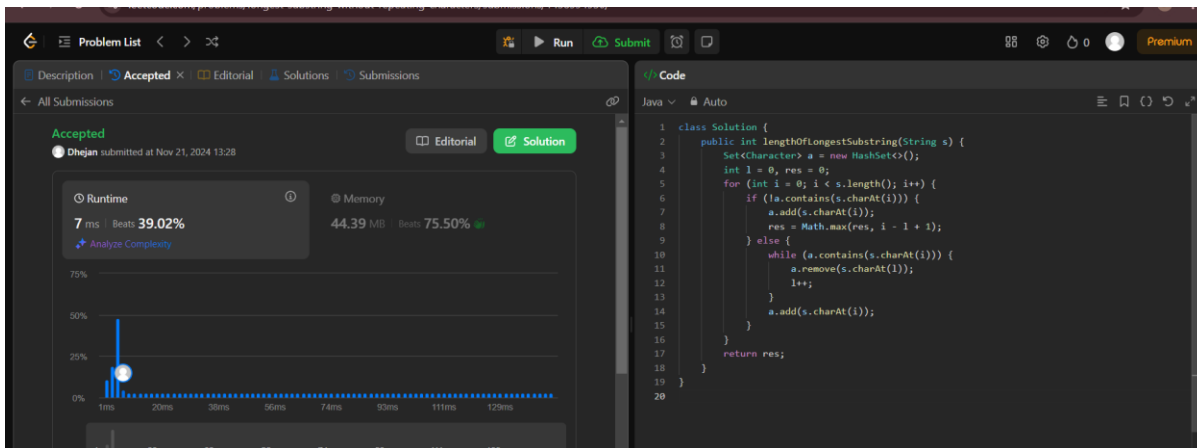 Problem List
Run
Submit
0
Premium
Description
Accepted
Editorial
Solutions
Submissions
All Submissions
Accepted
Dhejan submitted at Nov 21, 2024 13:28
Editorial
Solution
Runtime
7 ms Beats 39.02%
Analyze Complexity
Memory
44.39 MB Beats 75.50%
75%
50%
25%
0%
1ms 20ms 38ms 56ms 74ms 93ms 111ms 129ms
</> Code
Java Auto
1 class Solution {
2 public int lengthOfLongestSubstring(String s) {
3 Set<Character> a = new HashSet<>();
4 int l = 0, res = 0;
5 for (int i = 0; i < s.length(); i++) {
6 if (!a.contains(s.charAt(i))) {
7 a.add(s.charAt(i));
8 res = Math.max(res, i - l + 1);
9 } else {
10 while (a.contains(s.charAt(i))) {
11 a.remove(s.charAt(l));
12 l++;
13 }
14 a.add(s.charAt(i));
15 }
16 }
17 return res;
18 }
19 }
20